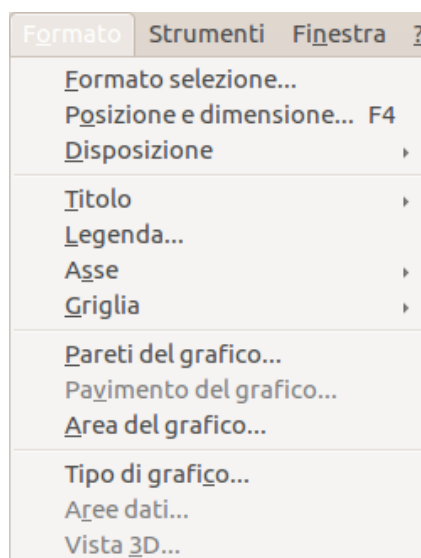 Formato Strumenti Finestra ?
Formato selezione...
Posizione e dimensione... F4
Disposizione
Titolo
Legenda...
Asse
Griglia
Pareti del grafico...
Pavimento del grafico...
Area del grafico...
Tipo di grafico...
Aree dati...
Vista 3D...